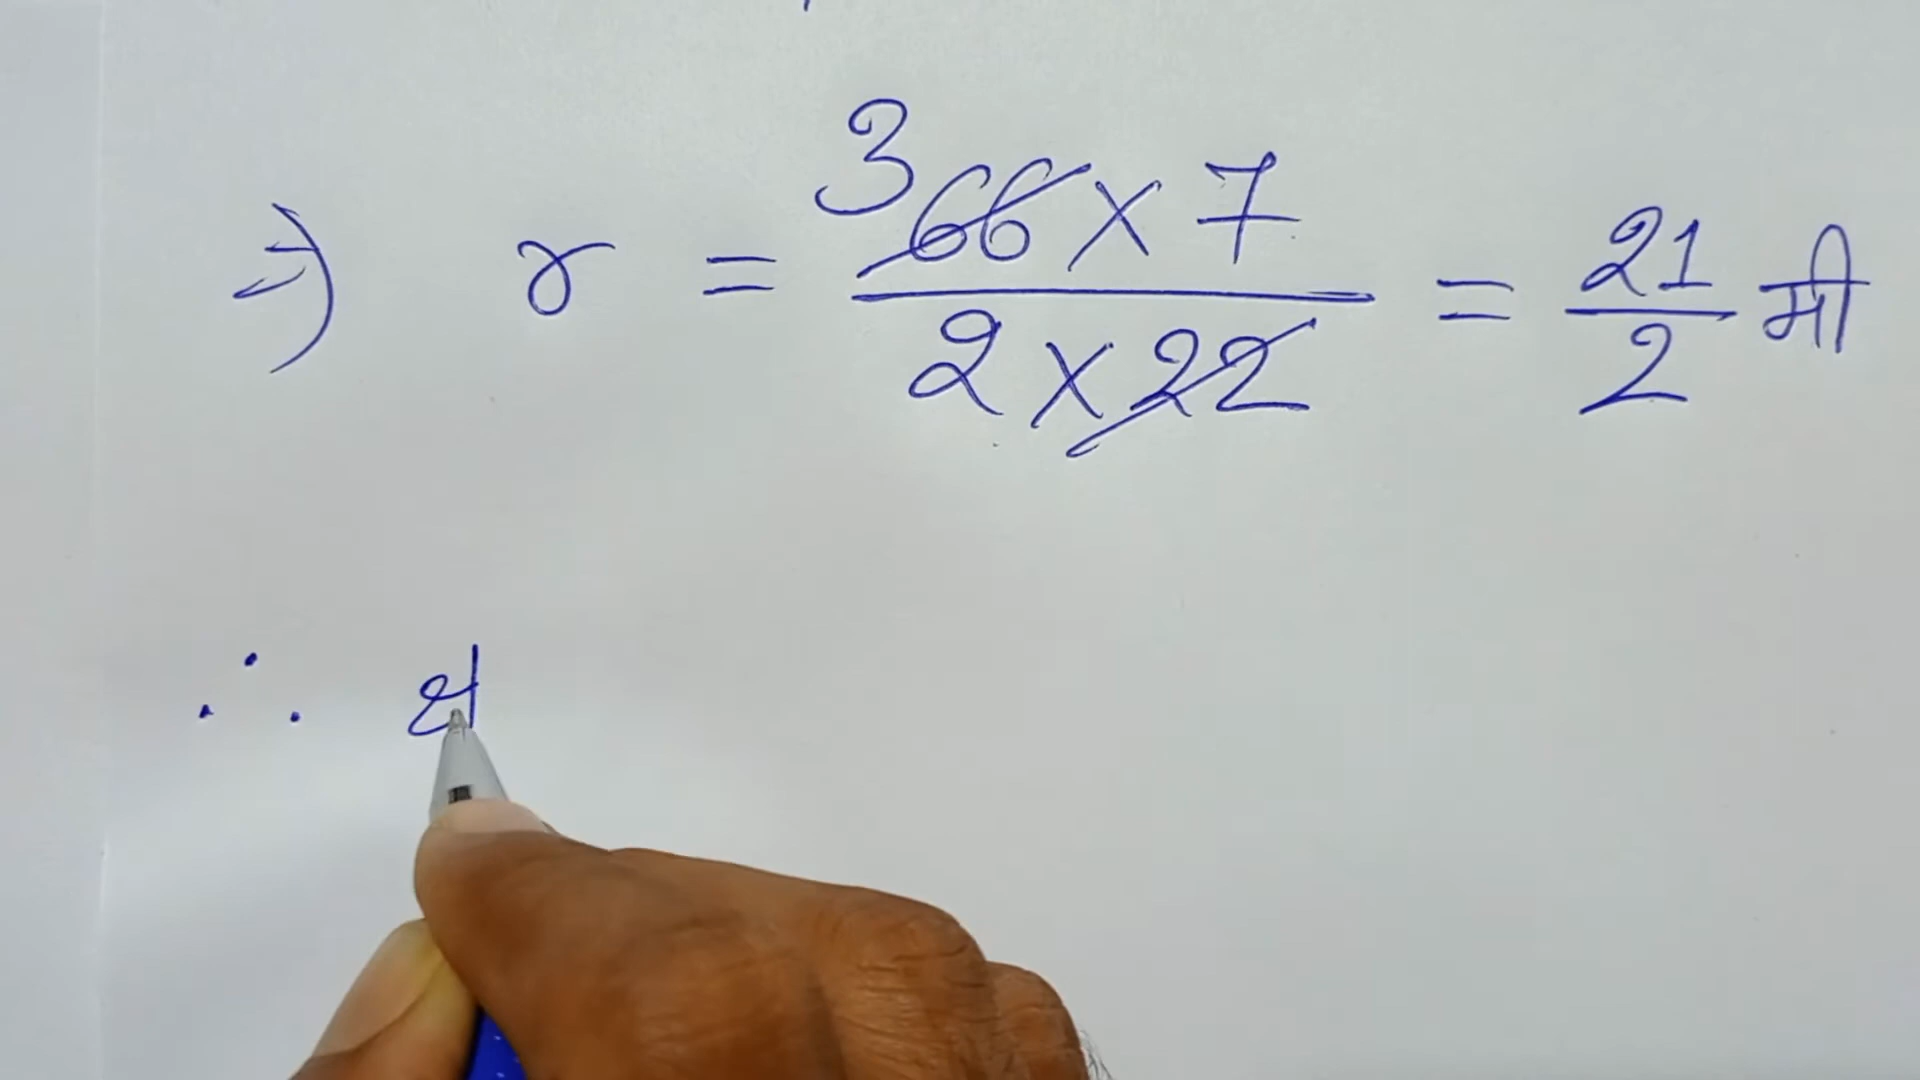 ⇒ r = 3 66 × 7 / 2 × 22 = 21/2 मी
∴